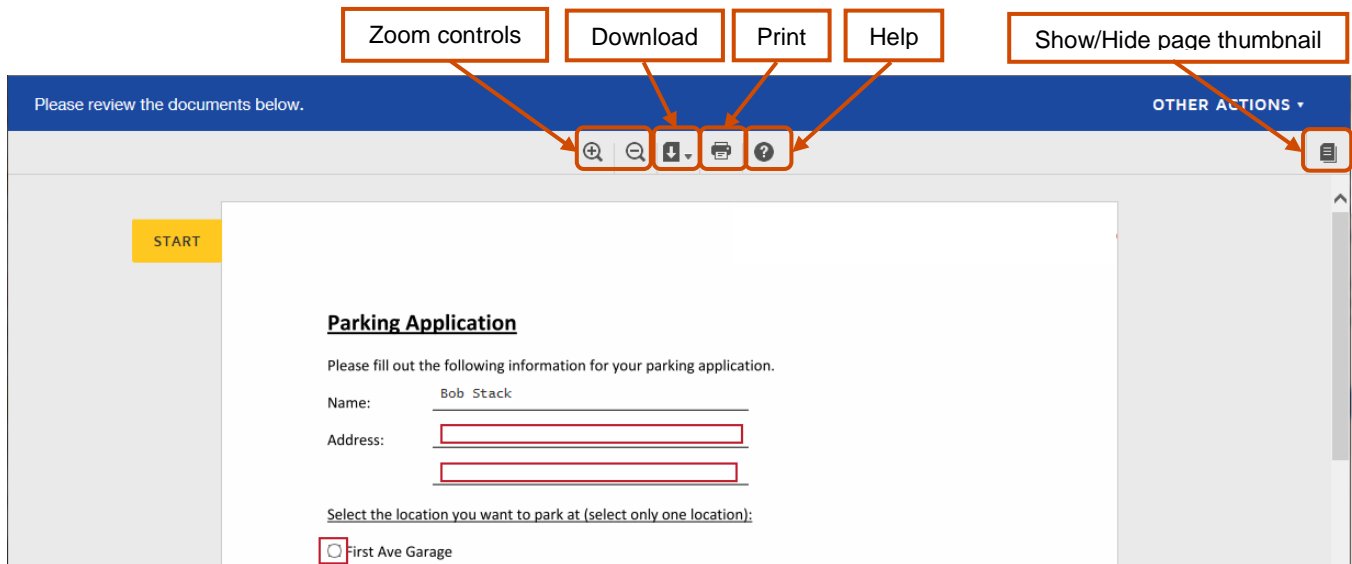 Zoom controls
Download
Print
Help
Show/Hide page thumbnail
Please review the documents below.
OTHER ACTIONS
START
Parking Application
Please fill out the following information for your parking application.
Name: Bob Stack
Address:
Select the location you want to park at (select only one location):
First Ave Garage